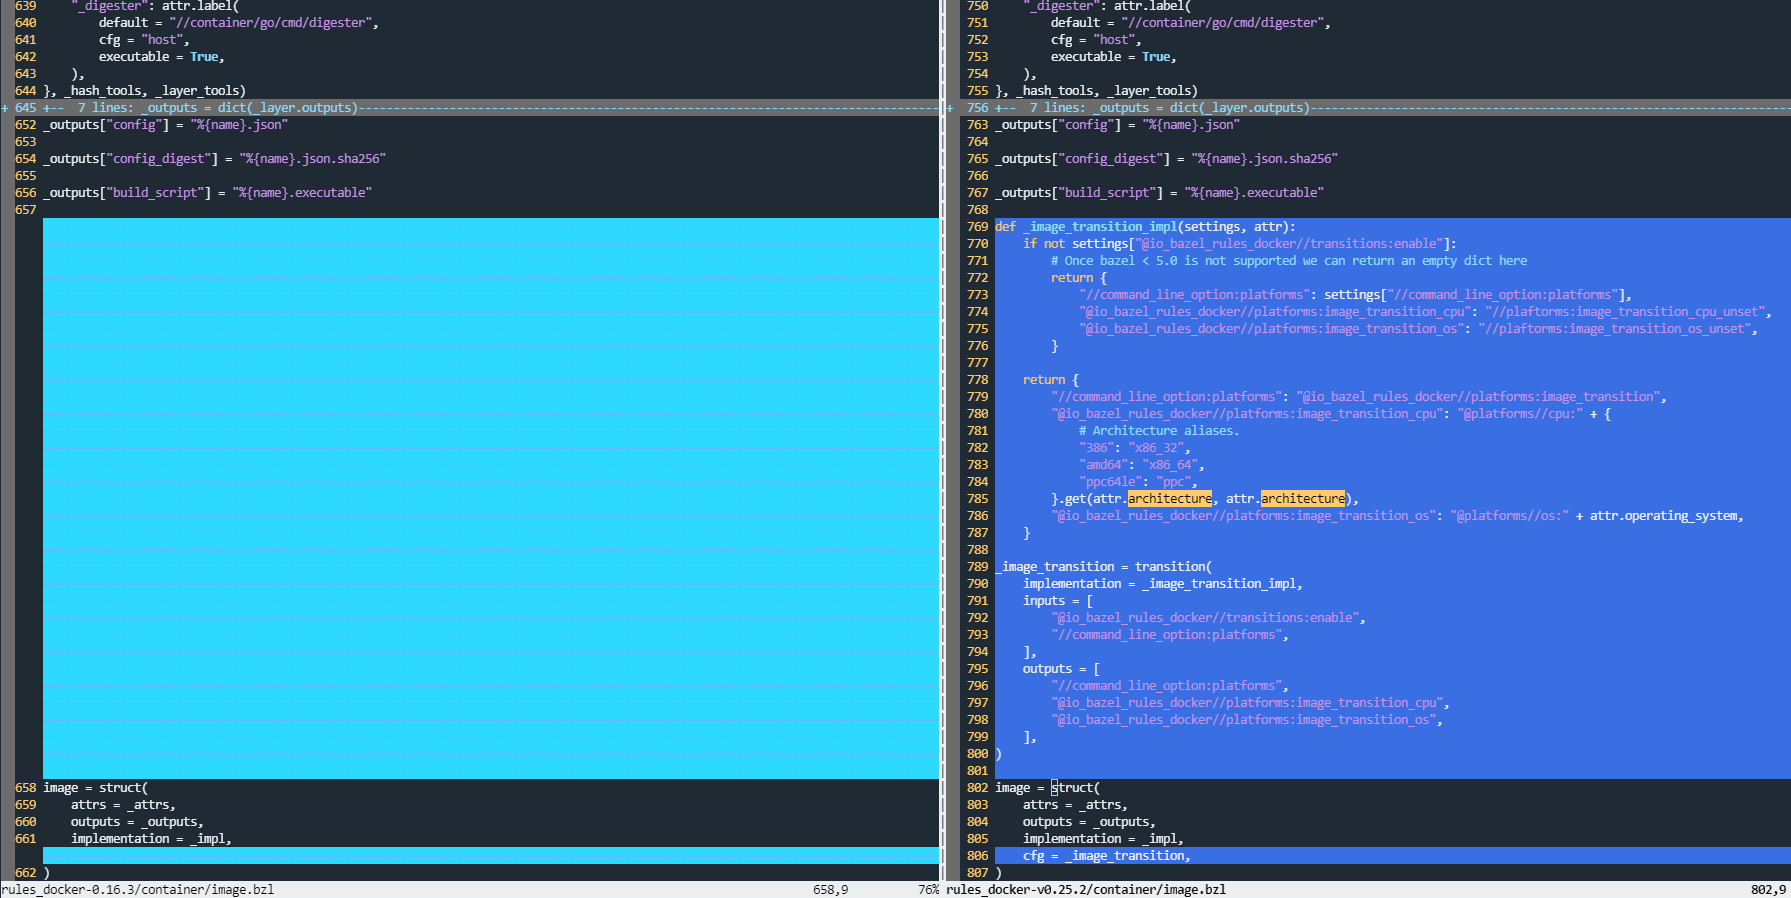 639     "_digester": attr.label(
640         default = "//container/go/cmd/digester",
641         cfg = "host",
642         executable = True,
643     ),
644 }, _hash_tools, _layer_tools)
+ 645 +--  7 lines: _outputs = dict(_layer.outputs)
652 _outputs["config"] = "%{name}.json"
653
654 _outputs["config_digest"] = "%{name}.json.sha256"
655
656 _outputs["build_script"] = "%{name}.executable"
657
658 image = struct(
659     attrs = _attrs,
660     outputs = _outputs,
661     implementation = _impl,
662 )
rules_docker-0.16.3/container/image.bzl 658,9 76%
750     "_digester": attr.label(
751         default = "//container/go/cmd/digester",
752         cfg = "host",
753         executable = True,
754     ),
755 }, _hash_tools, _layer_tools)
+ 756 +--  7 lines: _outputs = dict(_layer.outputs)
763 _outputs["config"] = "%{name}.json"
764
765 _outputs["config_digest"] = "%{name}.json.sha256"
766
767 _outputs["build_script"] = "%{name}.executable"
768
769 def _image_transition_impl(settings, attr):
770     if not settings["@io_bazel_rules_docker//transitions:enable"]:
771         # Once bazel < 5.0 is not supported we can return an empty dict here
772         return {
773             "//command_line_option:platforms": settings["//command_line_option:platforms"],
774             "@io_bazel_rules_docker//platforms:image_transition_cpu": "//plaftorms:image_transition_cpu_unset",
775             "@io_bazel_rules_docker//platforms:image_transition_os": "//plaftorms:image_transition_os_unset",
776         }
777
778     return {
779         "//command_line_option:platforms": "@io_bazel_rules_docker//platforms:image_transition",
780         "@io_bazel_rules_docker//platforms:image_transition_cpu": "@platforms//cpu:" + {
781             # Architecture aliases.
782             "386": "x86_32",
783             "amd64": "x86_64",
784             "ppc64le": "ppc",
785         }.get(attr.architecture, attr.architecture),
786         "@io_bazel_rules_docker//platforms:image_transition_os": "@platforms//os:" + attr.operating_system,
787     }
788
789 _image_transition = transition(
790     implementation = _image_transition_impl,
791     inputs = [
792         "@io_bazel_rules_docker//transitions:enable",
793         "//command_line_option:platforms",
794     ],
795     outputs = [
796         "//command_line_option:platforms",
797         "@io_bazel_rules_docker//platforms:image_transition_cpu",
798         "@io_bazel_rules_docker//platforms:image_transition_os",
799     ],
800 )
801
802 image = struct(
803     attrs = _attrs,
804     outputs = _outputs,
805     implementation = _impl,
806     cfg = _image_transition,
807 )
rules_docker-v0.25.2/container/image.bzl 802,9